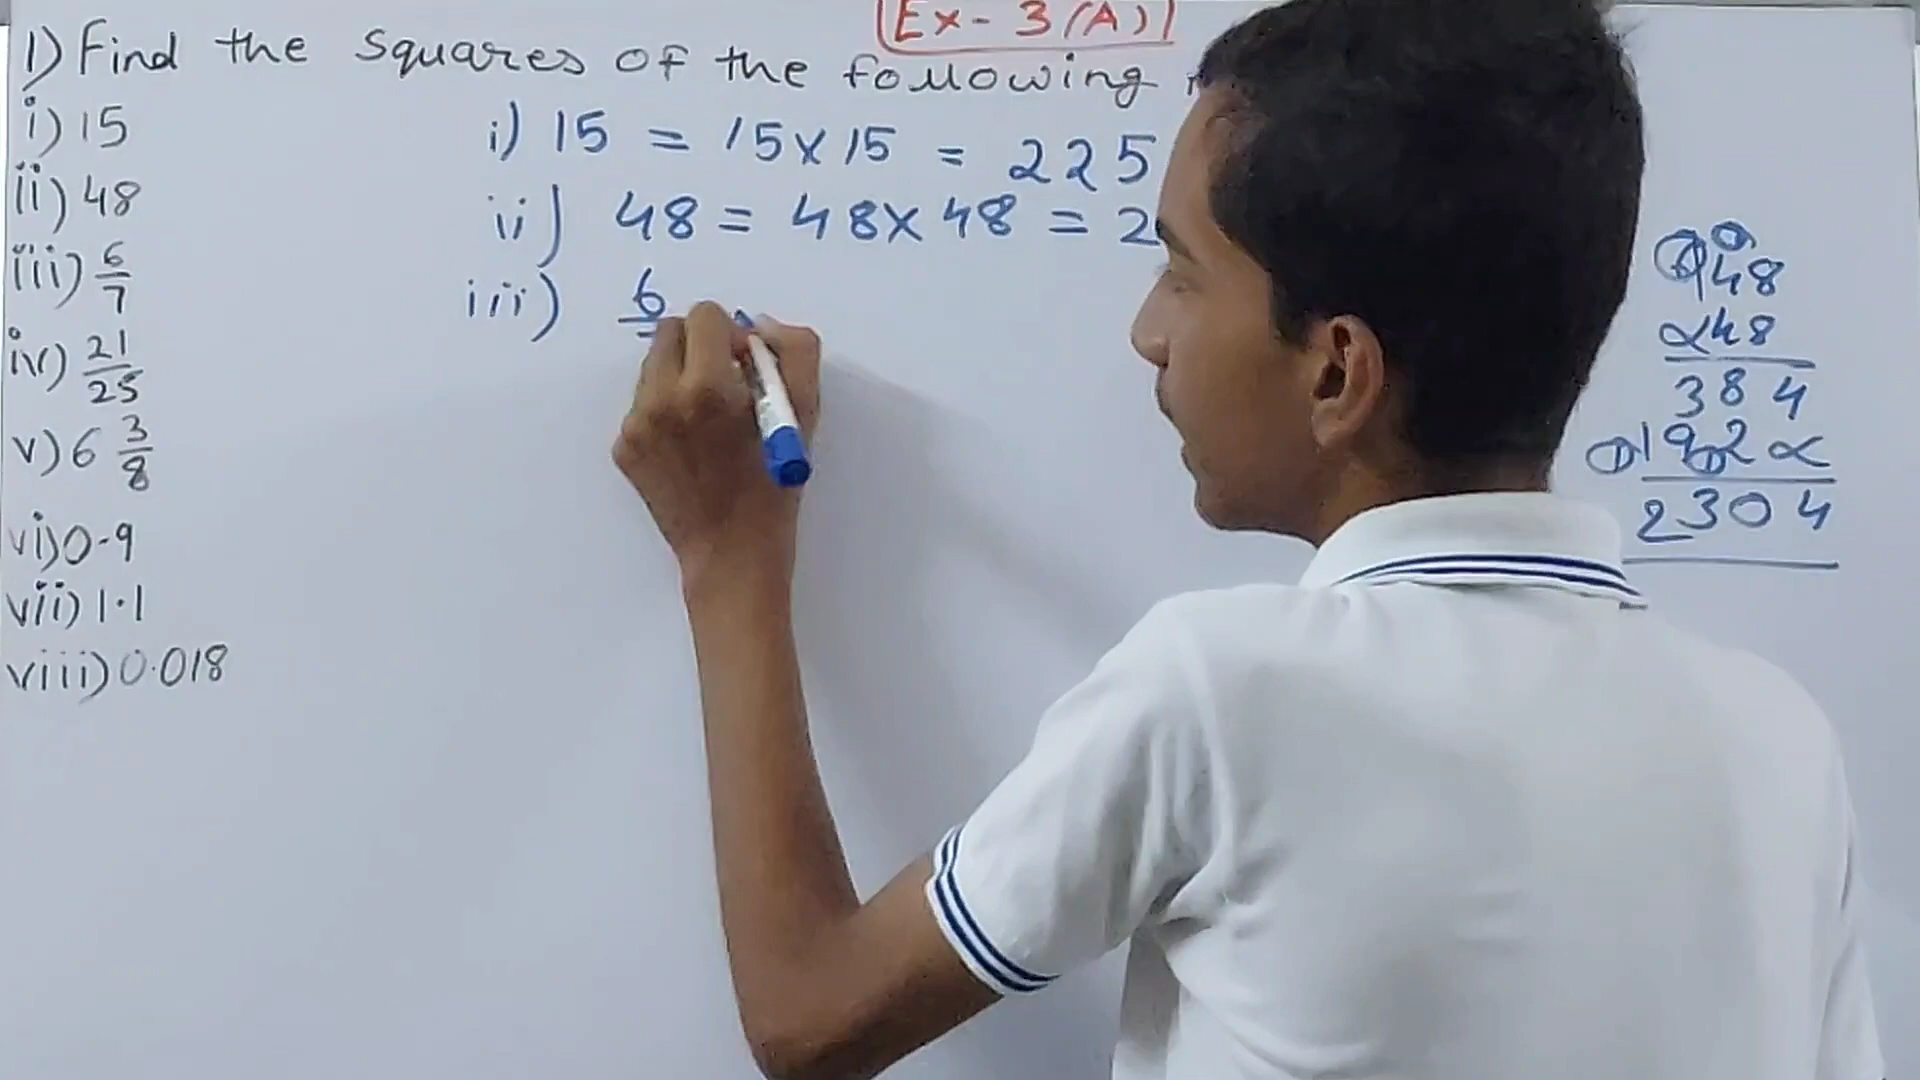 Ex - 3 (A)
1) Find the squares of the following
i) 15
ii) 48
iii) 6/7
iv) 21/25
v) 6 3/8
vi) 0.9
vii) 1.1
viii) 0.018
i) 15 = 15 x 15 = 225
ii) 48 = 48 x 48 = 2
iii) 6
48
x 48
384
192 x
2304